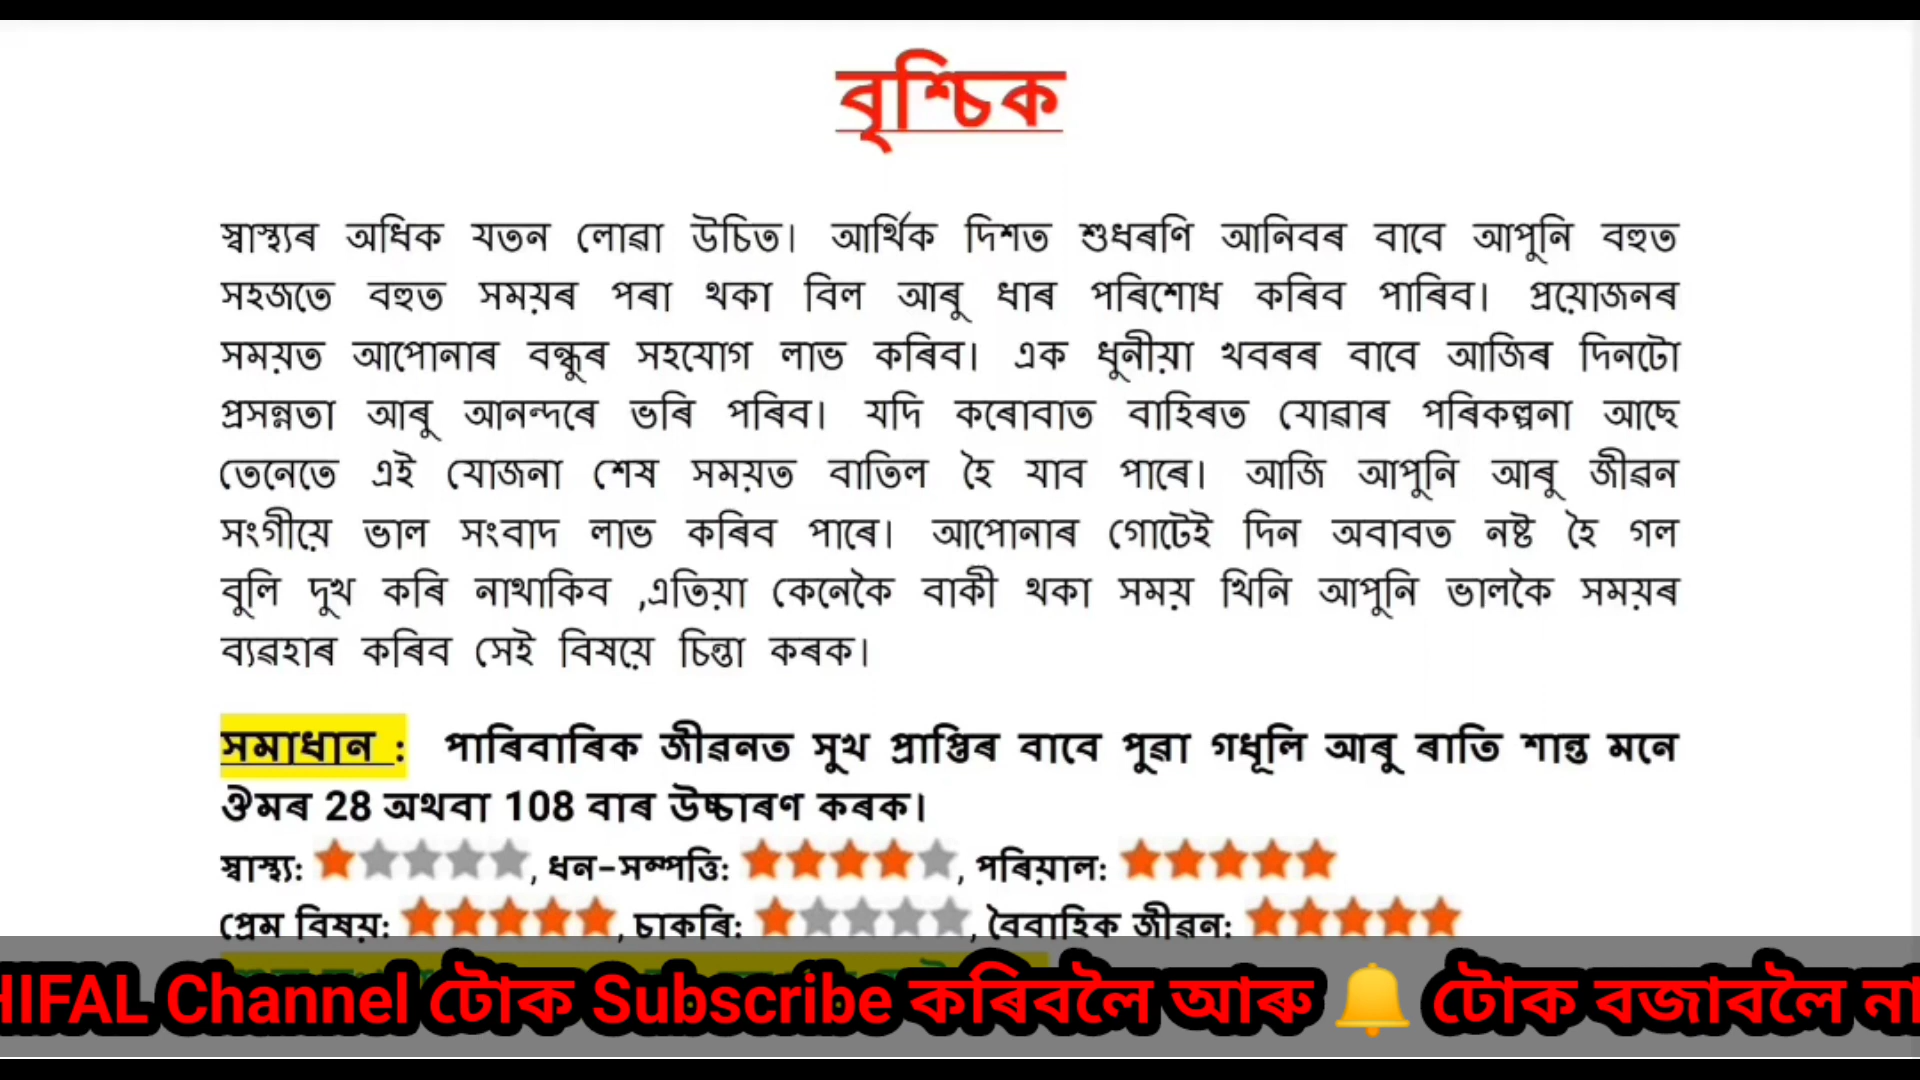 বৃশ্চিক
স্বাস্থ্যৰ অধিক যতন লোৱা উচিত। আৰ্থিক দিশত শুধৰণি আনিবৰ বাবে আপুনি বহুত
সহজতে বহুত সময়ৰ পৰা থকা বিল আৰু ধাৰ পৰিশোধ কৰিব পাৰিব। প্ৰয়োজনৰ
সময়ত আপোনাৰ বন্ধুৰ সহযোগ লাভ কৰিব। এক ধুনীয়া খবৰৰ বাবে আজিৰ দিনটো
প্ৰসন্নতা আৰু আনন্দৰে ভৰি পৰিব। যদি কৰোবাত বাহিৰত যোৱাৰ পৰিকল্পনা আছে
তেনেতে এই যোজনা শেষ সময়ত বাতিল হৈ যাব পাৰে। আজি আপুনি আৰু জীৱন
সংগীয়ে ভাল সংবাদ লাভ কৰিব পাৰে। আপোনাৰ গোটেই দিন অবাবত নষ্ট হৈ গল
বুলি দুখ কৰি নাথাকিব ,এতিয়া কেনেকৈ বাকী থকা সময় খিনি আপুনি ভালকৈ সময়ৰ
ব্যৱহাৰ কৰিব সেই বিষয়ে চিন্তা কৰক।
সমাধান : পাৰিবাৰিক জীৱনত সুখ প্ৰাপ্তিৰ বাবে পুৱা গধূলি আৰু ৰাতি শান্ত মনে
ঔমৰ 28 অথবা 108 বাৰ উচ্চাৰণ কৰক।
স্বাস্থ্য: , ধন-সম্পত্তি: , পৰিয়াল:
প্ৰেম বিষয়: , চাকৰি: , বৈবাহিক জীৱন:
HIFAL Channel টোক Subscribe কৰিবলৈ আৰু 🔔 টোক বজাবলৈ না